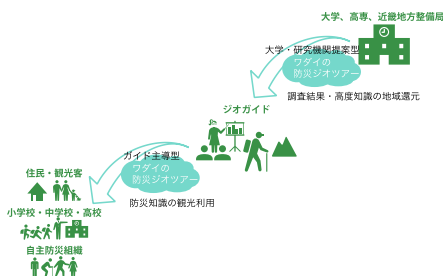 大学、高専、近畿地方整備局
大学・研究機関提案型
ワダイの
防災ジオツアー
調査結果・高度知識の地域還元
ジオガイド
ガイド主導型
ワダイの
防災ジオツアー
防災知識の観光利用
住民・観光客
小学校・中学校・高校
自主防災組織